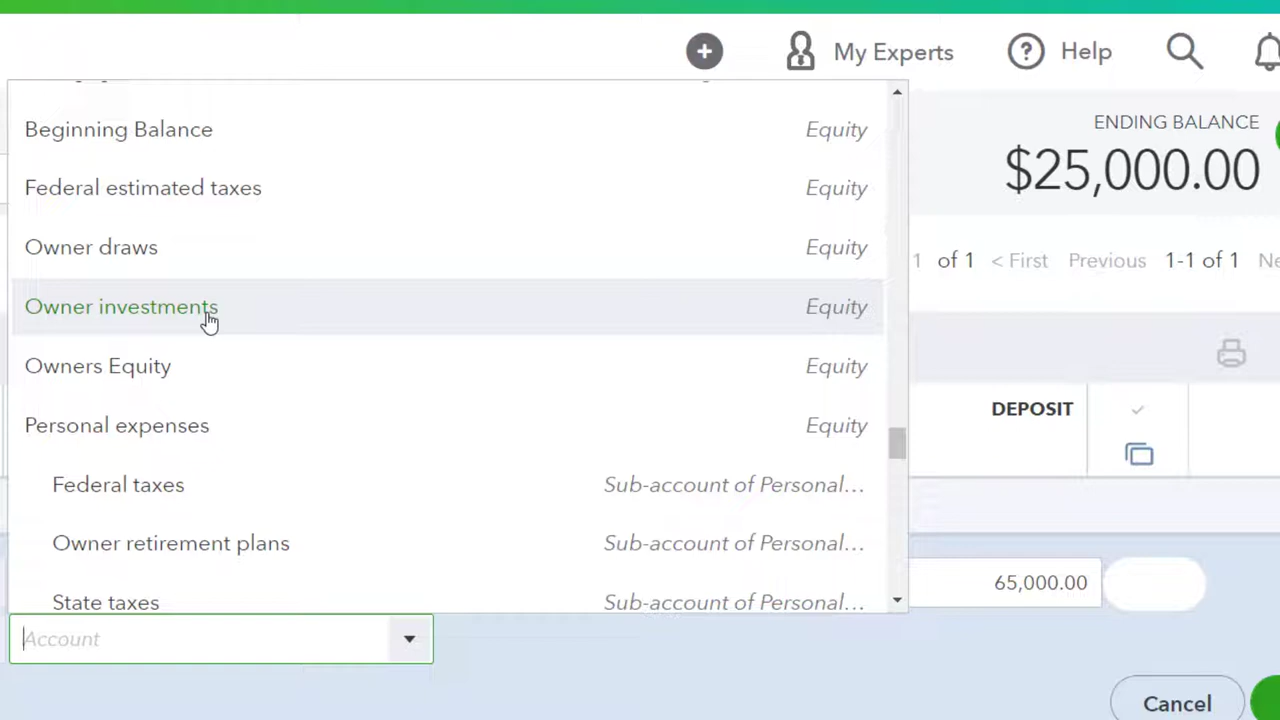 My Experts Help
ENDING BALANCE
$25,000.00
Beginning Balance Equity
Federal estimated taxes Equity
Owner draws Equity
1 of 1 < First Previous 1-1 of 1
Owner investments Equity
Owners Equity Equity
DEPOSIT
Personal expenses Equity
Federal taxes Sub-account of Personal...
Owner retirement plans Sub-account of Personal...
65,000.00
State taxes Sub-account of Personal...
Account
Cancel